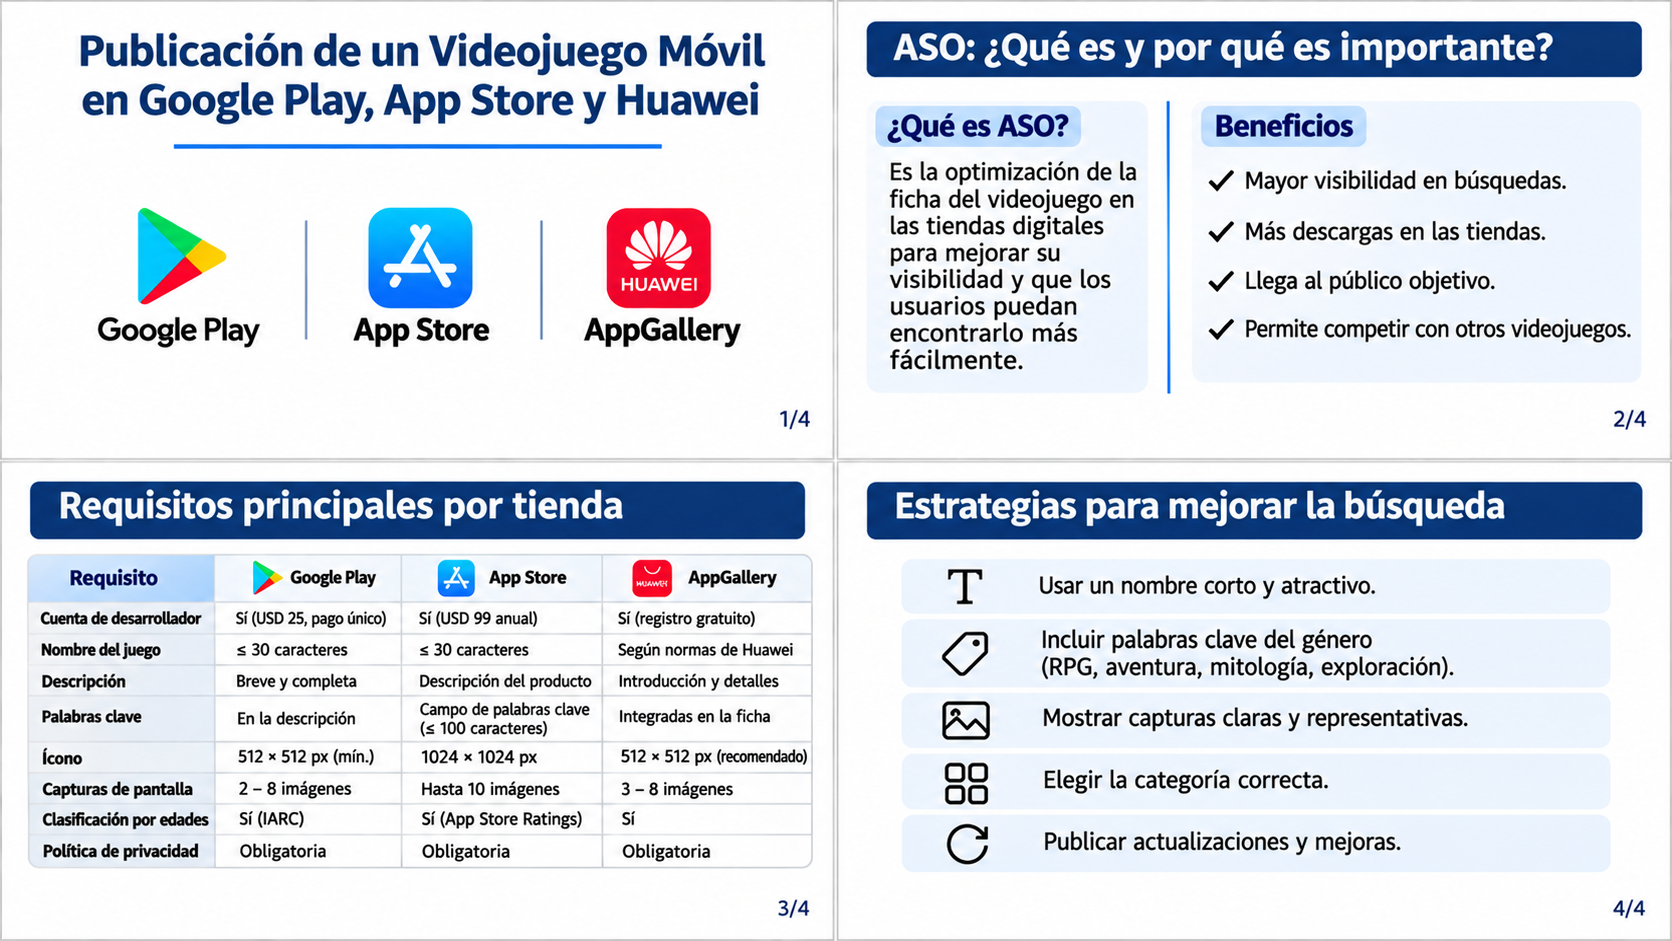 Publicación de un Videojuego Móvil
en Google Play, App Store y Huawei
HUAWEI
Google Play
App Store
AppGallery
1/4
ASO: ¿Qué es y por qué es importante?
¿Qué es ASO?
Es la optimización de la
ficha del videojuego en
las tiendas digitales
para mejorar su
visibilidad y que los
usuarios puedan
encontrarlo más
fácilmente.
Beneficios
Mayor visibilidad en búsquedas.
Más descargas en las tiendas.
Llega al público objetivo.
Permite competir con otros videojuegos.
2/4
Requisitos principales por tienda
Requisito Google Play App Store HUAWEI AppGallery
Cuenta de desarrollador Sí (USD 25, pago único) Sí (USD 99 anual) Sí (registro gratuito)
Nombre del juego ≤ 30 caracteres ≤ 30 caracteres Según normas de Huawei
Descripción Breve y completa Descripción del producto Introducción y detalles
Palabras clave En la descripción Campo de palabras clave
(≤ 100 caracteres) Integradas en la ficha
Ícono 512 × 512 px (mín.) 1024 × 1024 px 512 × 512 px (recomendado)
Capturas de pantalla 2 – 8 imágenes Hasta 10 imágenes 3 – 8 imágenes
Clasificación por edades Sí (IARC) Sí (App Store Ratings) Sí
Política de privacidad Obligatoria Obligatoria Obligatoria
3/4
Estrategias para mejorar la búsqueda
Usar un nombre corto y atractivo.
Incluir palabras clave del género
(RPG, aventura, mitología, exploración).
Mostrar capturas claras y representativas.
Elegir la categoría correcta.
Publicar actualizaciones y mejoras.
4/4